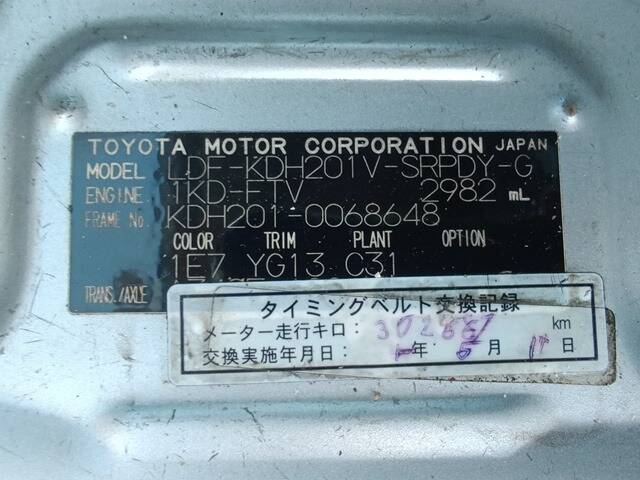 TOYOTA MOTOR CORPORATION JAPAN
MODEL LDF-KDH201V-SRPDY-G
ENGINE 1KD-FTV 2982 mL
FRAME No. KDH201-0068648
COLOR TRIM PLANT OPTION
1E7 YG13 C31
TRANS./AXLE
タイミングベルト交換記録
メーター走行キロ: km
交換実施年月日: 年 5 月 日